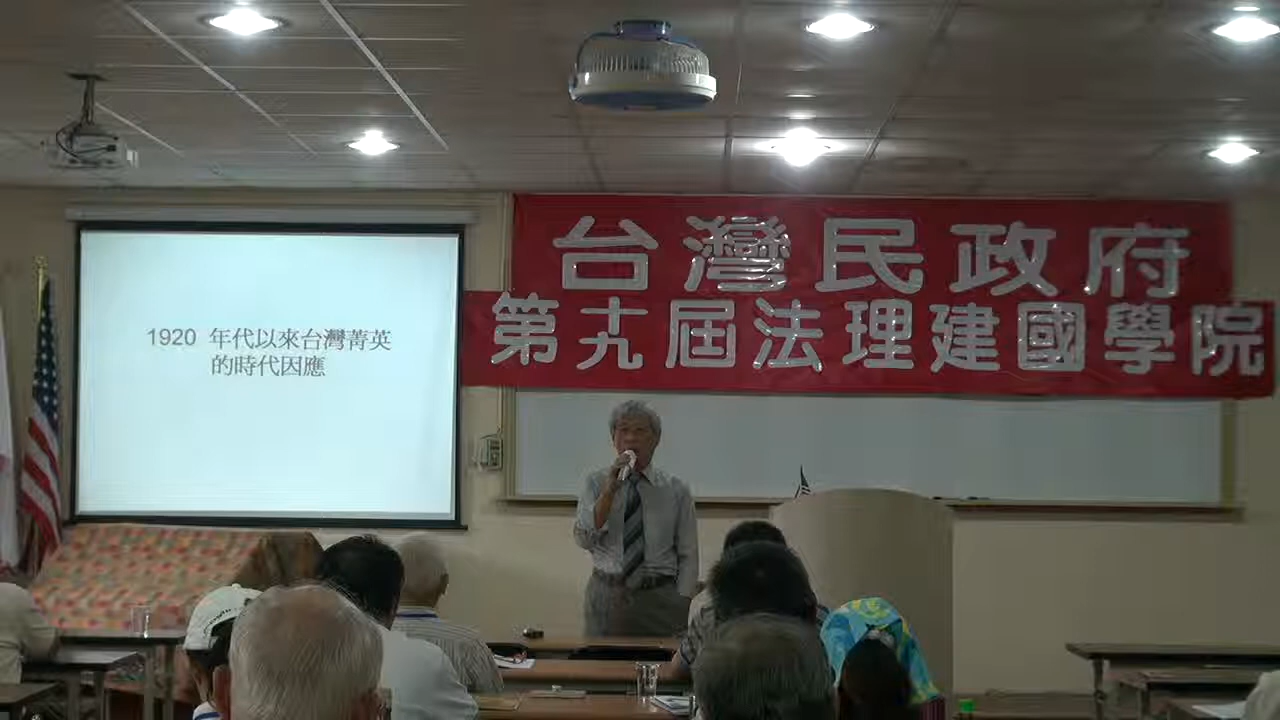 台灣民政府
第十九屆法理建國學院
1920 年代以來台灣菁英
的時代因應